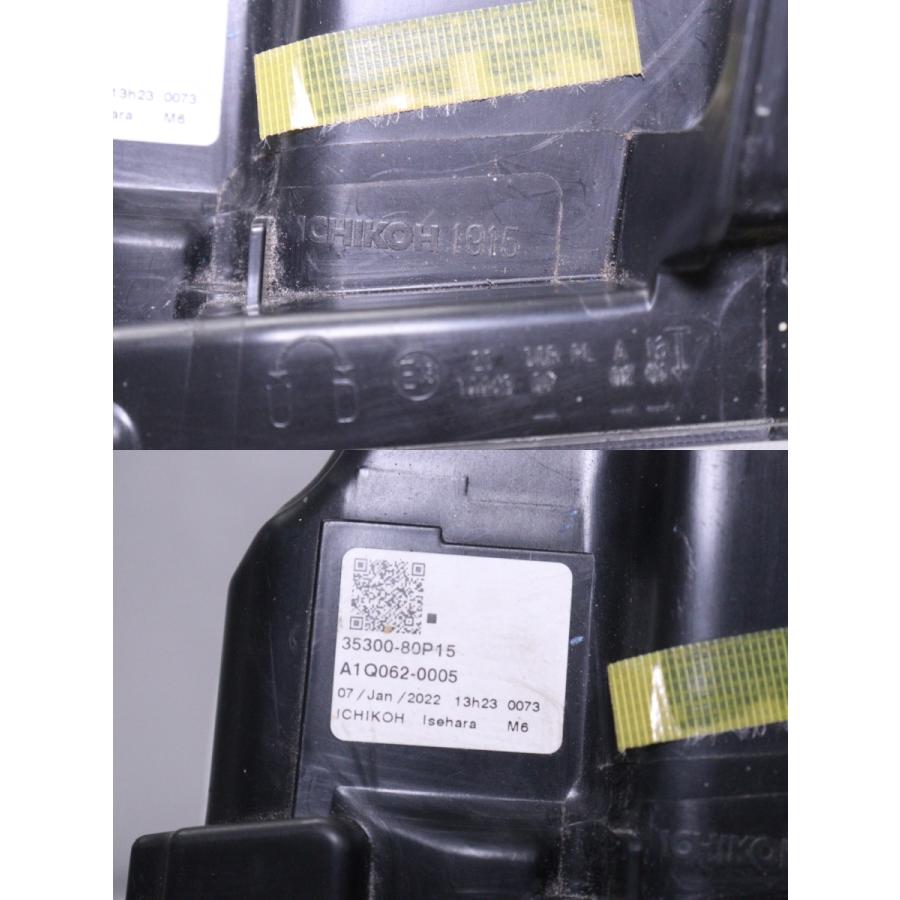 13h23 0073
ara M6
ICHIKOH 1915
E13
A
35300-80P15
A1Q062-0005
07/Jan/2022 13h23 0073
ICHIKOH Isehara M6
ICHIKOH